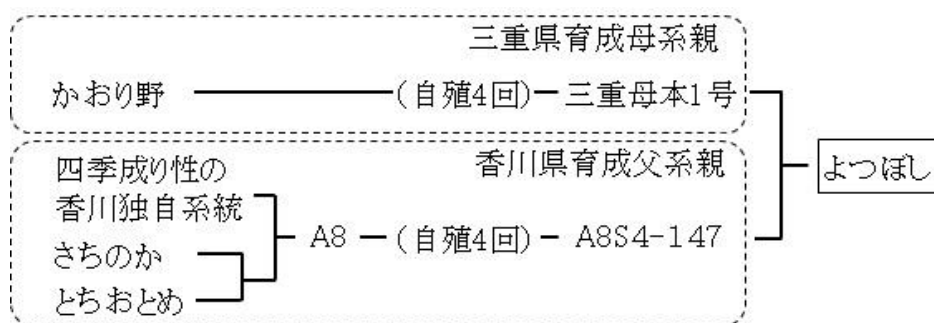 三重県育成母系親
かおり野 (自殖4回) 三重母本1号
よつぼし
香川県育成父系親
四季成り性の
香川独自系統
さちのか
とちおとめ
A8 (自殖4回) A8S4-147